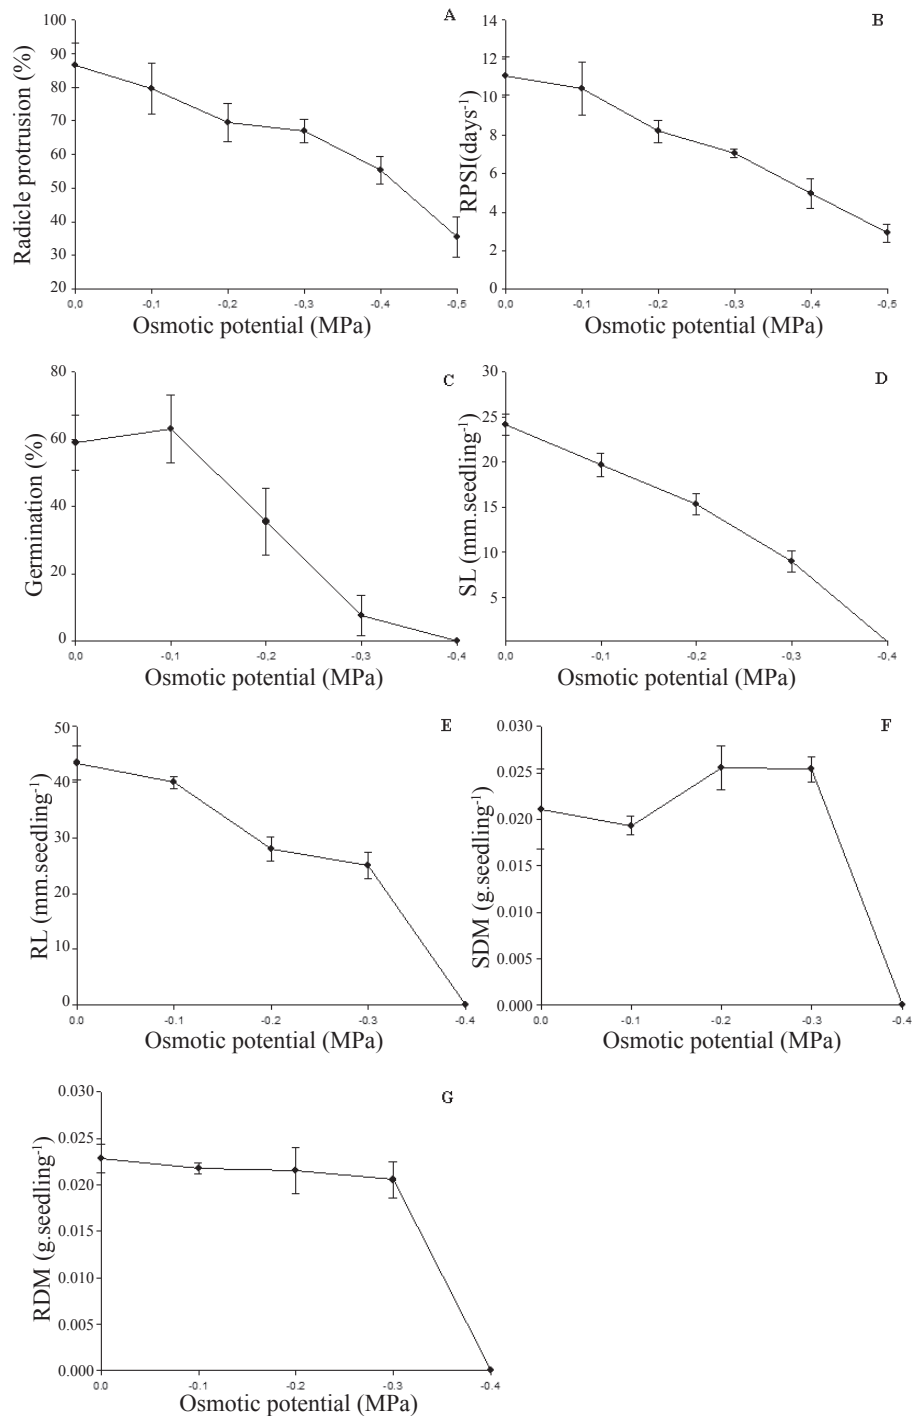 A
Radicle protrusion (%)
100
90
80
70
60
50
40
30
20
0,0 -0,1 -0,2 -0,3 -0,4 -0,5
Osmotic potential (MPa)
B
RPSI(days⁻¹)
14
12
10
8
6
4
2
0
0,0 -0,1 -0,2 -0,3 -0,4 -0,5
Osmotic potential (MPa)
C
Germination (%)
80
60
40
20
0
0,0 -0,1 -0,2 -0,3 -0,4
Osmotic potential (MPa)
D
SL (mm.seedling⁻¹)
30
25
20
15
10
5
0,0 -0,1 -0,2 -0,3 -0,4
Osmotic potential (MPa)
E
RL (mm.seedling⁻¹)
50
40
30
20
10
0
0.0 -0.1 -0.2 -0.3 -0.4
Osmotic potential (MPa)
F
SDM (g.seedling⁻¹)
0.030
0.025
0.020
0.015
0.010
0.005
0.000
0.0 -0.1 -0.2 -0.3 -0.4
Osmotic potential (MPa)
G
RDM (g.seedling⁻¹)
0.030
0.025
0.020
0.015
0.010
0.005
0.000
0.0 -0.1 -0.2 -0.3 -0.4
Osmotic potential (MPa)